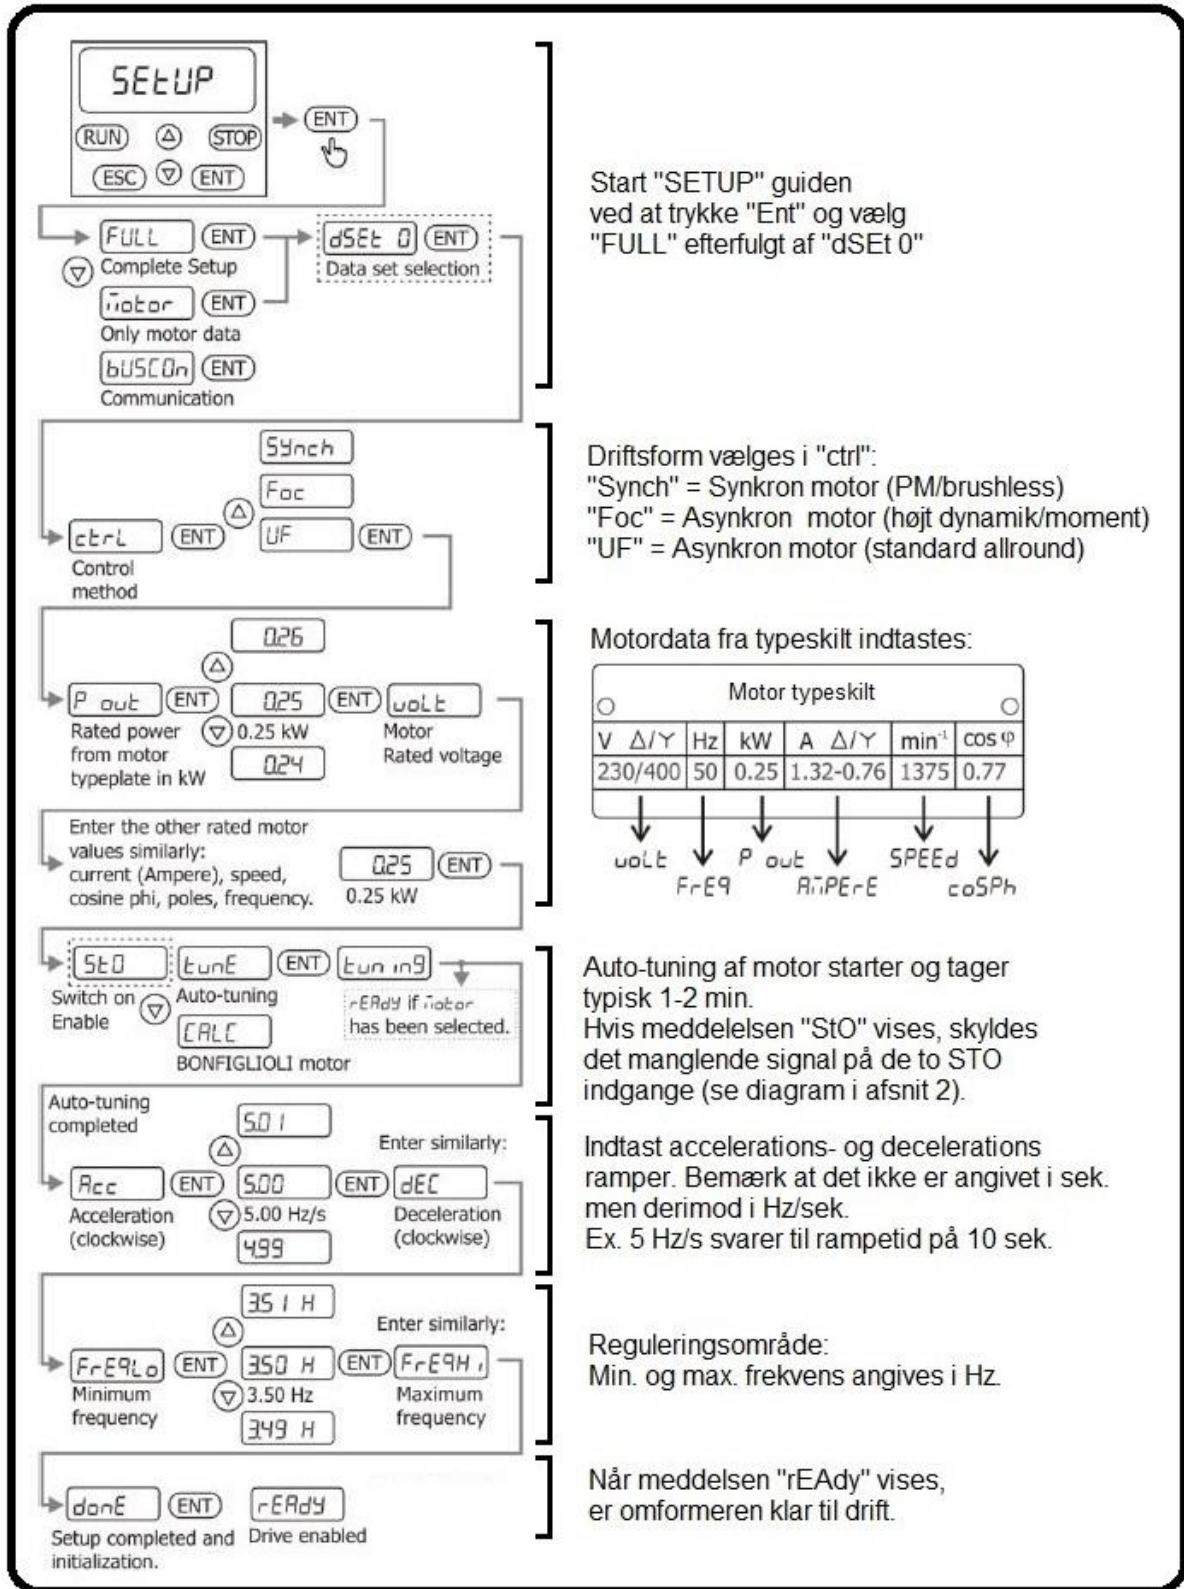 SEtUP
RUN
STOP
ESC
ENT
ENT
FULL ENT
Complete Setup
dSEt 0 ENT
Data set selection
motor ENT
Only motor data
bUSCOn ENT
Communication
Start "SETUP" guiden
ved at trykke "Ent" og vælg
"FULL" efterfulgt af "dSEt 0"
SYnch
Foc
ctrL ENT UF ENT
Control
method
Driftsform vælges i "ctrl":
"Synch" = Synkron motor (PM/brushless)
"Foc" = Asynkron motor (højt dynamik/moment)
"UF" = Asynkron motor (standard allround)
0.26
P out ENT 0.25 ENT voLt
Rated power
from motor
typeplate in kW
0.25 kW
0.24
Motor
Rated voltage
Enter the other rated motor
values similarly:
current (Ampere), speed,
cosine phi, poles, frequency.
0.25 ENT
0.25 kW
Motordata fra typeskilt indtastes:
Motor typeskilt
V Δ/Y Hz kW A Δ/Y min⁻¹ cos φ
230/400 50 0.25 1.32-0.76 1375 0.77
voLt P out SPEEd
FrEq AmPErE coSPh
StO tunE ENT tuning
Switch on
Enable
Auto-tuning
CALC
BONFIGLIOLI motor
rEAdY if motor
has been selected.
Auto-tuning af motor starter og tager
typisk 1-2 min.
Hvis meddelelsen "StO" vises, skyldes
det manglende signal på de to STO
indgange (se diagram i afsnit 2).
Auto-tuning
completed
5.01
Enter similarly:
Acc ENT 5.00 ENT dEC
Acceleration
(clockwise)
5.00 Hz/s
4.99
Deceleration
(clockwise)
Indtast accelerations- og decelerations
ramper. Bemærk at det ikke er angivet i sek.
men derimod i Hz/sek.
Ex. 5 Hz/s svarer til rampetid på 10 sek.
3.51 H
Enter similarly:
FrEqLo ENT 3.50 H ENT FrEqHi
Minimum
frequency
3.50 Hz
3.49 H
Maximum
frequency
Reguleringsområde:
Min. og max. frekvens angives i Hz.
donE ENT rEAdY
Setup completed and
initialization.
Drive enabled
Når meddelsen "rEAdy" vises,
er omformeren klar til drift.